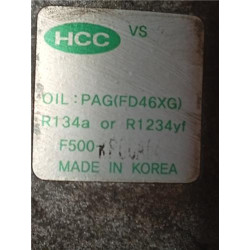 HCC VS
OIL : PAG(FD46XG)
R134a or R1234yf
F500
MADE IN KOREA